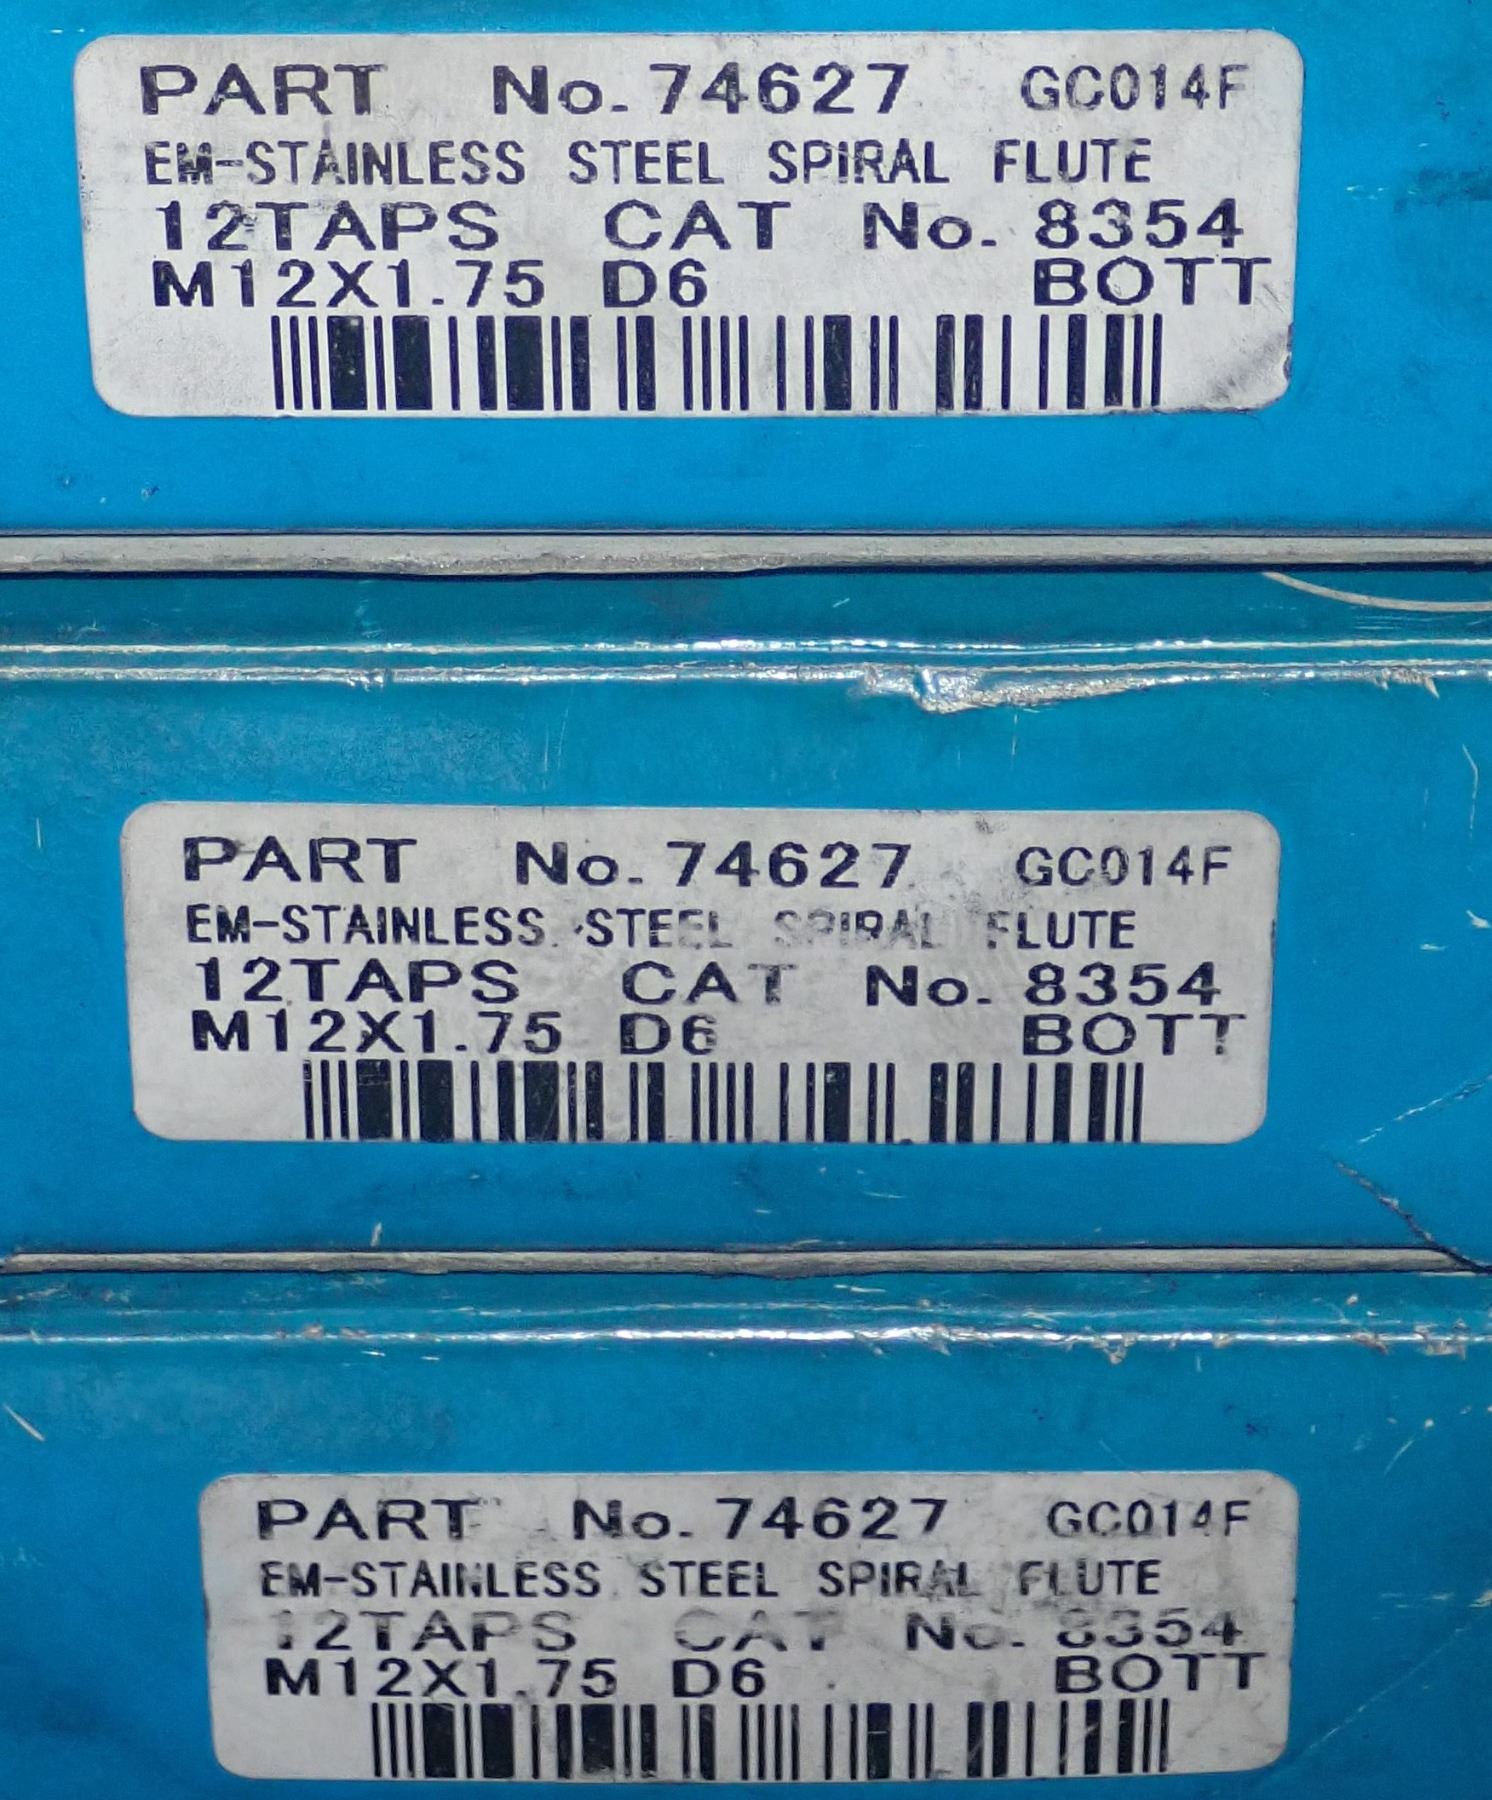 PART No. 74627 GC014F
EM-STAINLESS STEEL SPIRAL FLUTE
12TAPS CAT No. 8354
M12X1.75 D6 BOTT
PART No. 74627 GC014F
EM-STAINLESS STEEL SPIRAL FLUTE
12TAPS CAT No. 8354
M12X1.75 D6 BOTT
PART No. 74627 GC014F
EM-STAINLESS STEEL SPIRAL FLUTE
12TAPS CAT No. 8354
M12X1.75 D6 BOTT